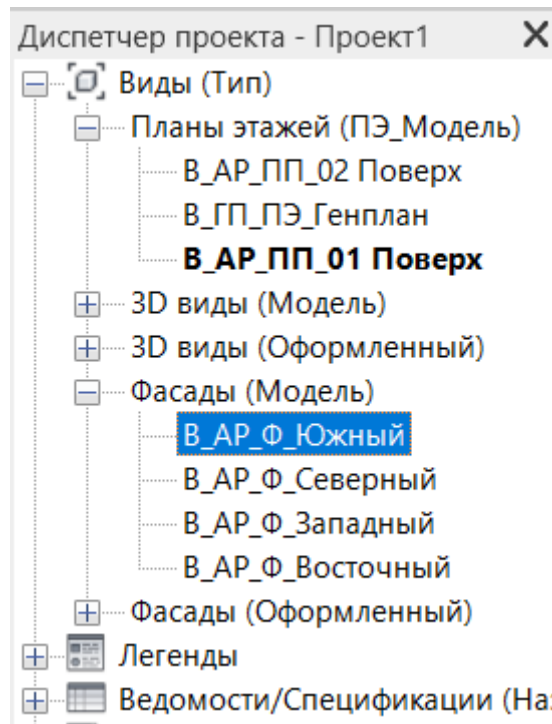 Диспетчер проекта - Проект1
Виды (Тип)
Планы этажей (ПЭ_Модель)
В_АР_ПП_02 Поверх
В_ГП_ПЭ_Генплан
В_АР_ПП_01 Поверх
3D виды (Модель)
3D виды (Оформленный)
Фасады (Модель)
В_АР_Ф_Южный
В_АР_Ф_Северный
В_АР_Ф_Западный
В_АР_Ф_Восточный
Фасады (Оформленный)
Легенды
Ведомости/Спецификации (На